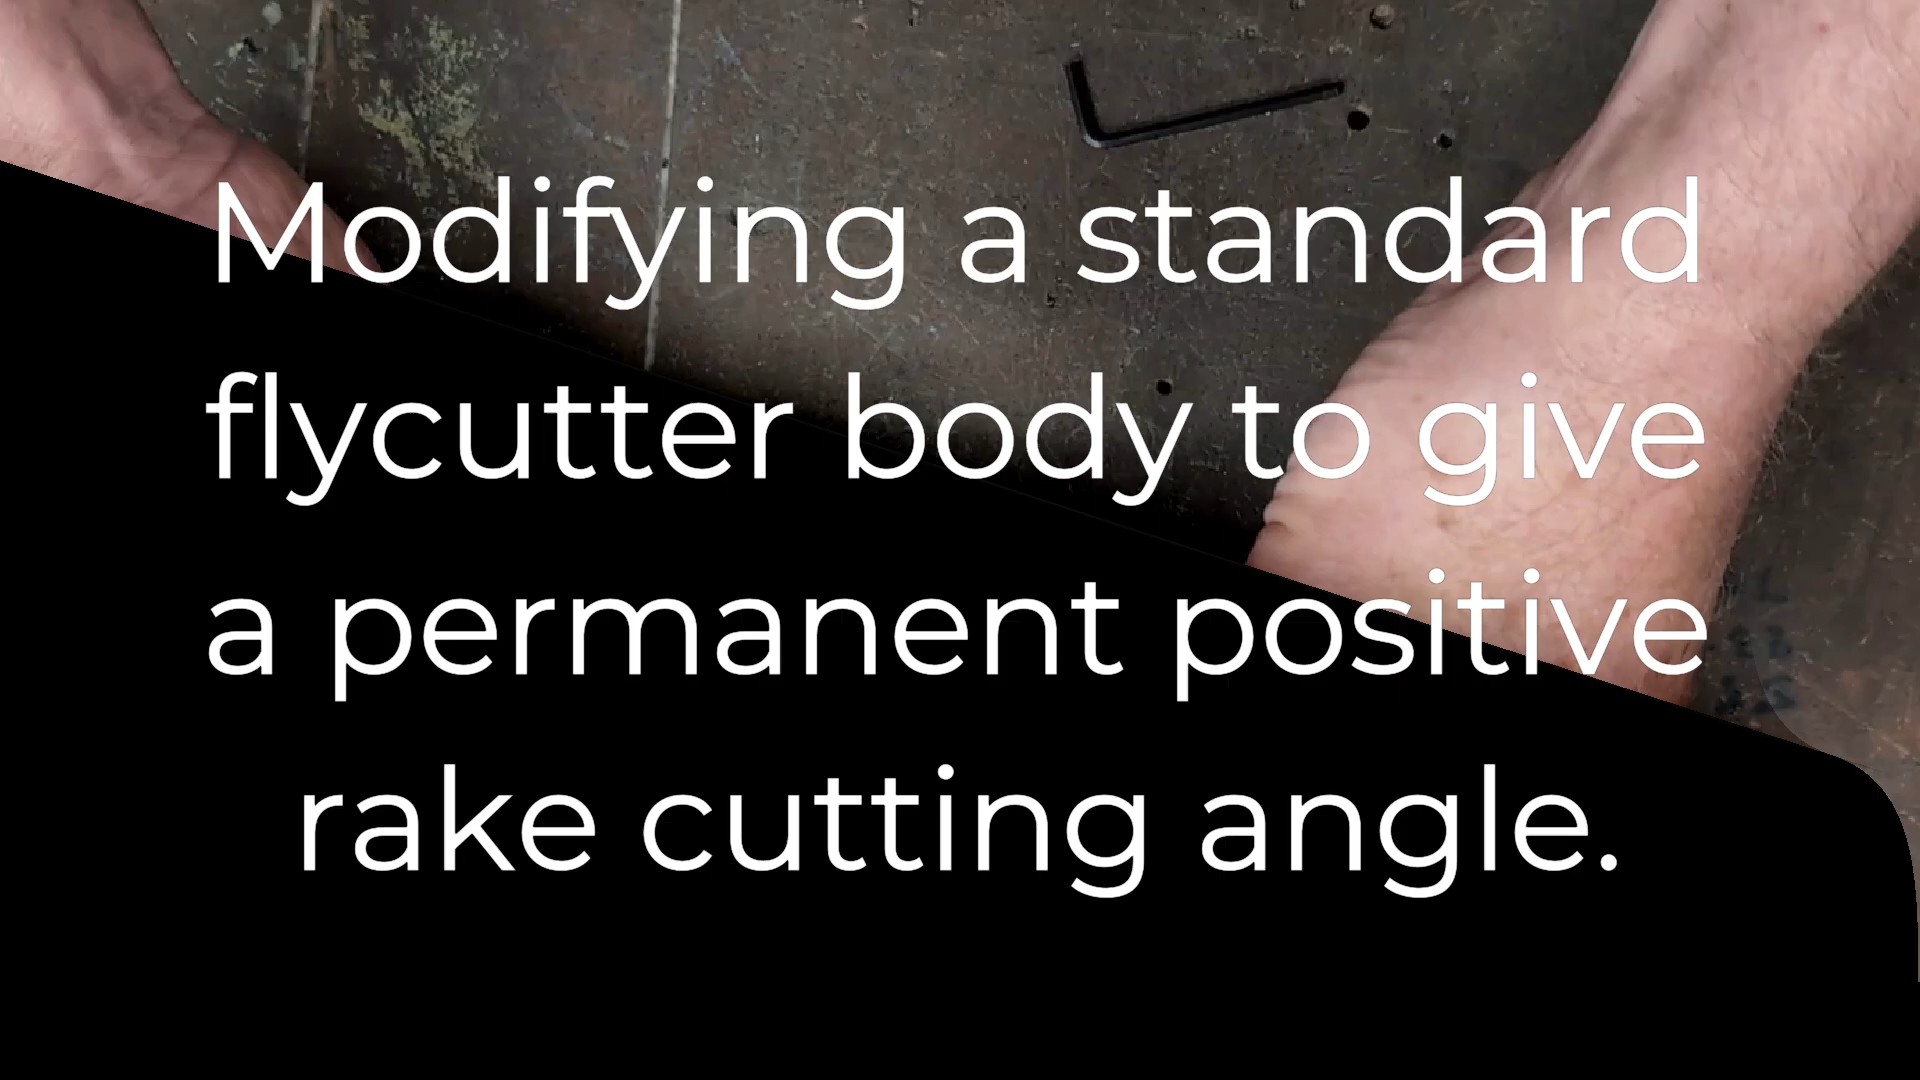 Modifying a standard
flycutter body to give
a permanent positive
rake cutting angle.